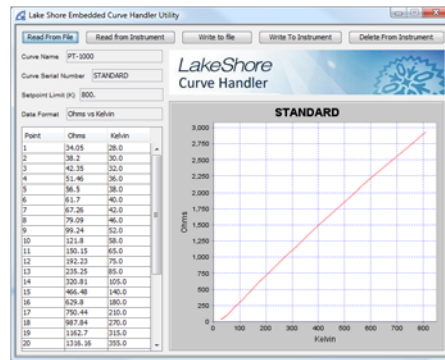 Lake Shore Embedded Curve Handler Utility
Read From File Read from Instrument Write to file Write To Instrument Delete From Instrument
Curve Name PT-1000
Curve Serial Number STANDARD
Setpoint Limit (K) 800.
Data Format Ohms vs Kelvin
LakeShore
Curve Handler
Point Ohms Kelvin
1 34.05 28.0
2 38.2 30.0
3 42.35 32.0
4 51.46 36.0
5 56.5 38.0
6 61.7 40.0
7 67.26 42.0
8 79.09 46.0
9 99.24 52.0
10 121.8 58.0
11 150.15 65.0
12 192.23 75.0
13 235.25 85.0
14 320.81 105.0
15 466.48 140.0
16 629.8 180.0
17 750.44 210.0
18 987.84 270.0
19 1162.7 315.0
20 1316.16 355.0
STANDARD
3,000
2,750
2,500
2,250
2,000
1,750
1,500
1,250
1,000
750
500
250
0
Ohms
0 100 200 300 400 500 600 700 800
Kelvin